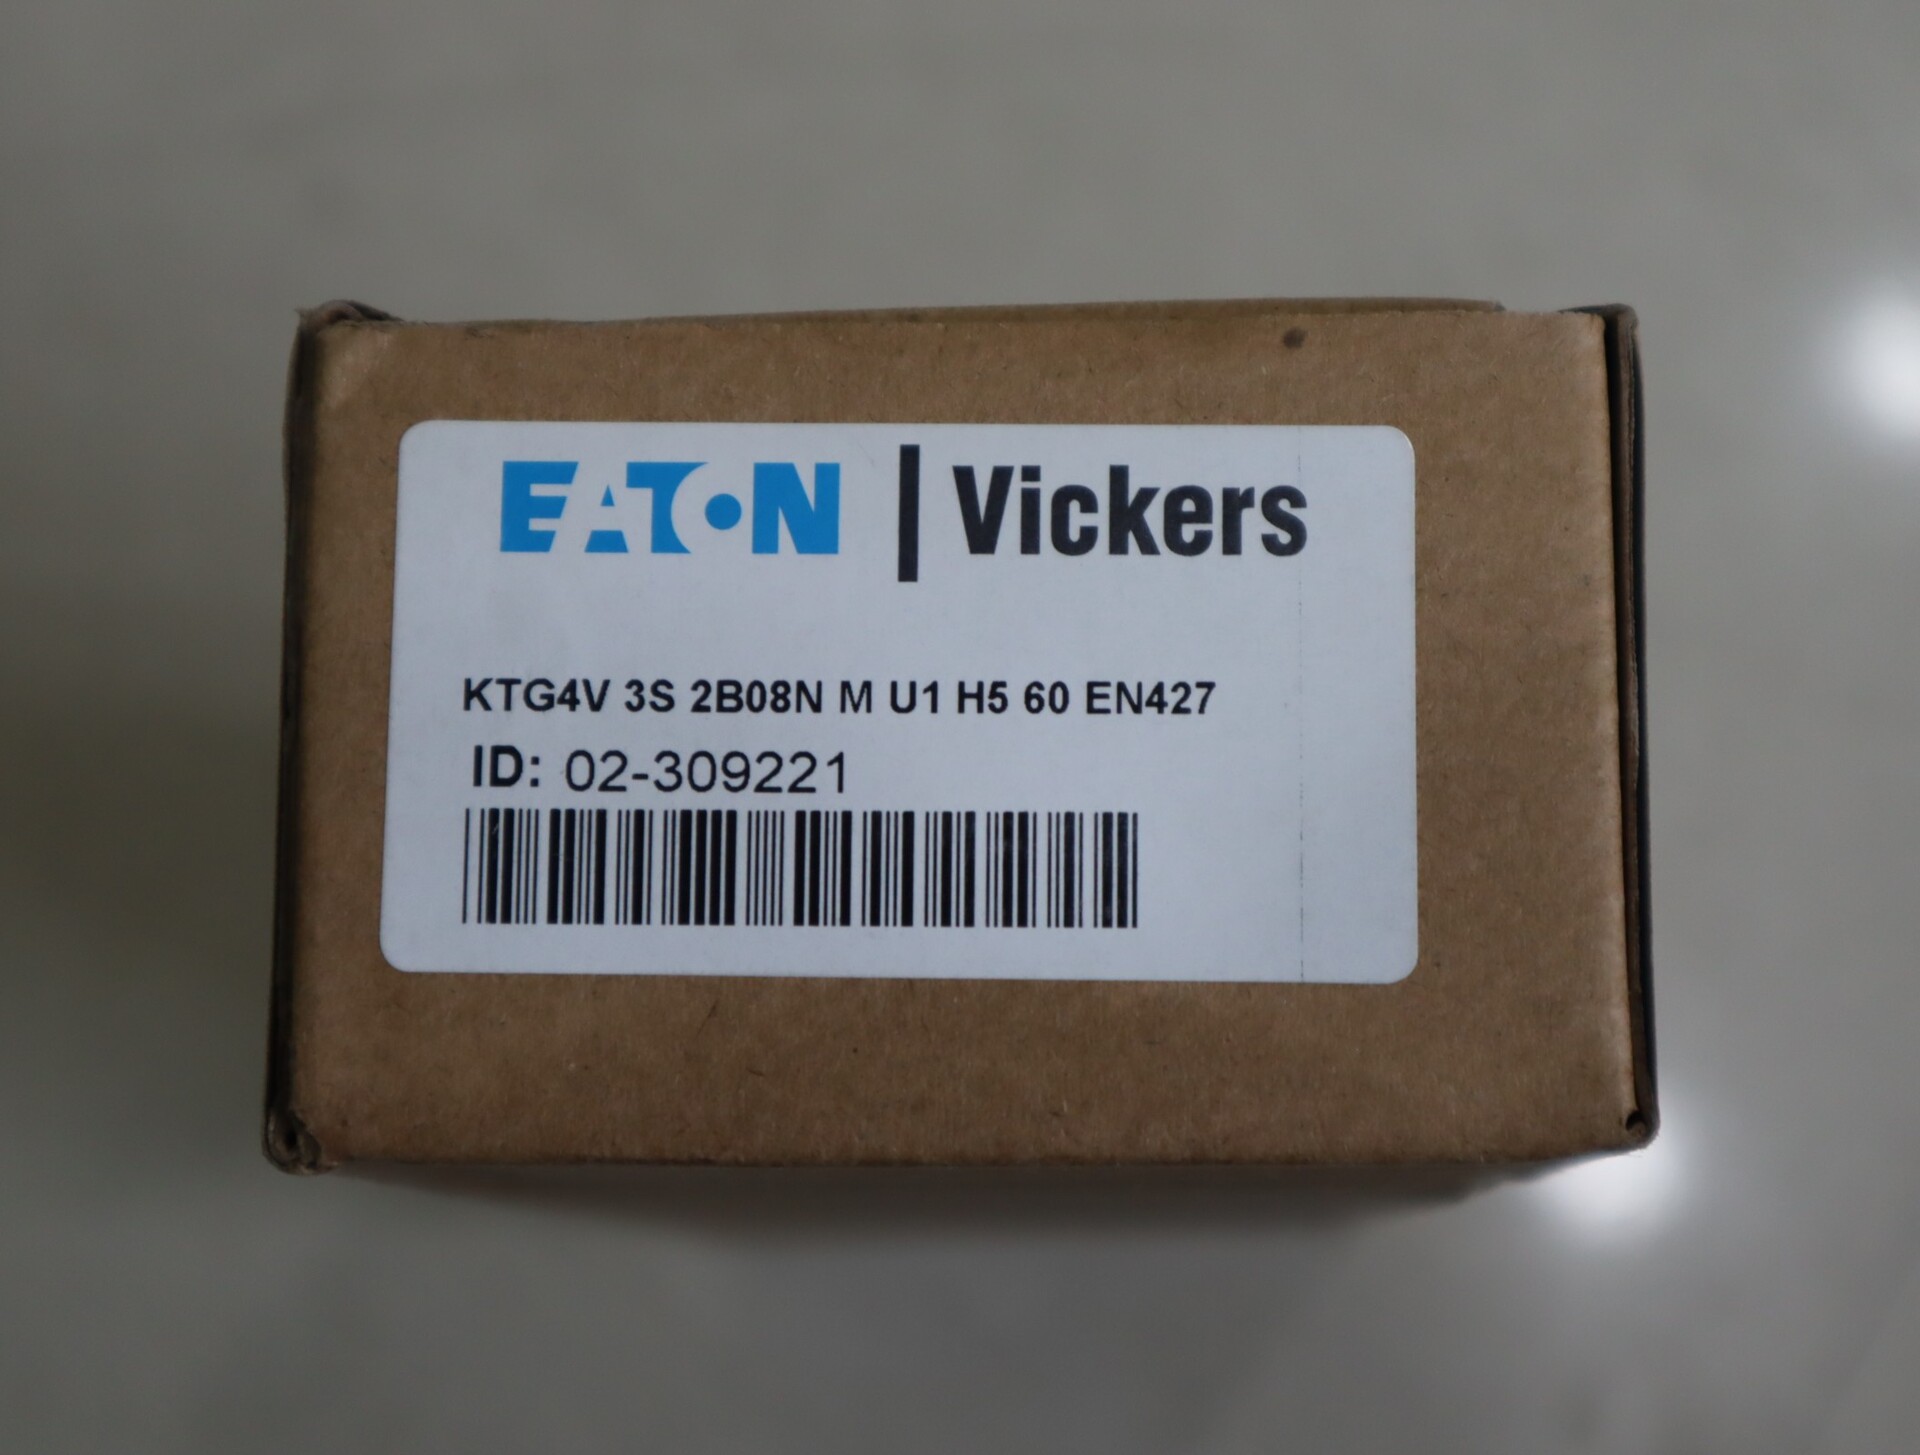 EATON | Vickers
KTG4V 3S 2B08N M U1 H5 60 EN427
ID: 02-309221